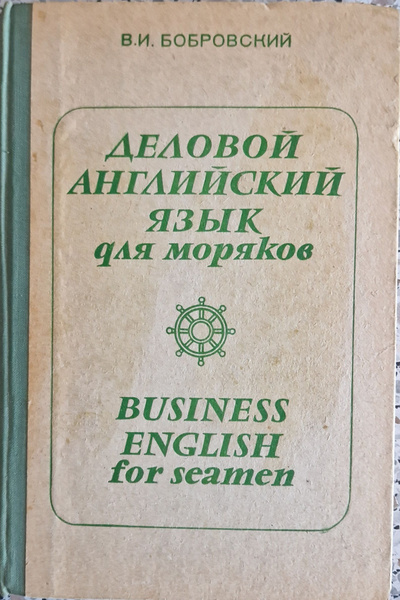 В.И. БОБРОВСКИЙ
ДЕЛОВОЙ
АНГЛИЙСКИЙ
ЯЗЫК
для моряков
BUSINESS
ENGLISH
for seamen